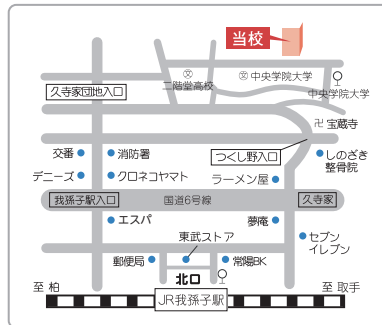 当校
二階堂高校
中央学院大学
久寺家団地入口
中央学院大学
宝蔵寺
交番
消防署
つくし野入口
しのざき
整骨院
デニーズ
クロネコヤマト
ラーメン屋
我孫子駅入口
国道6号線
久寺家
エスパ
夢庵
東武ストア
セブン
イレブン
郵便局
常陽BK
北口
至 柏
至 取手
JR我孫子駅